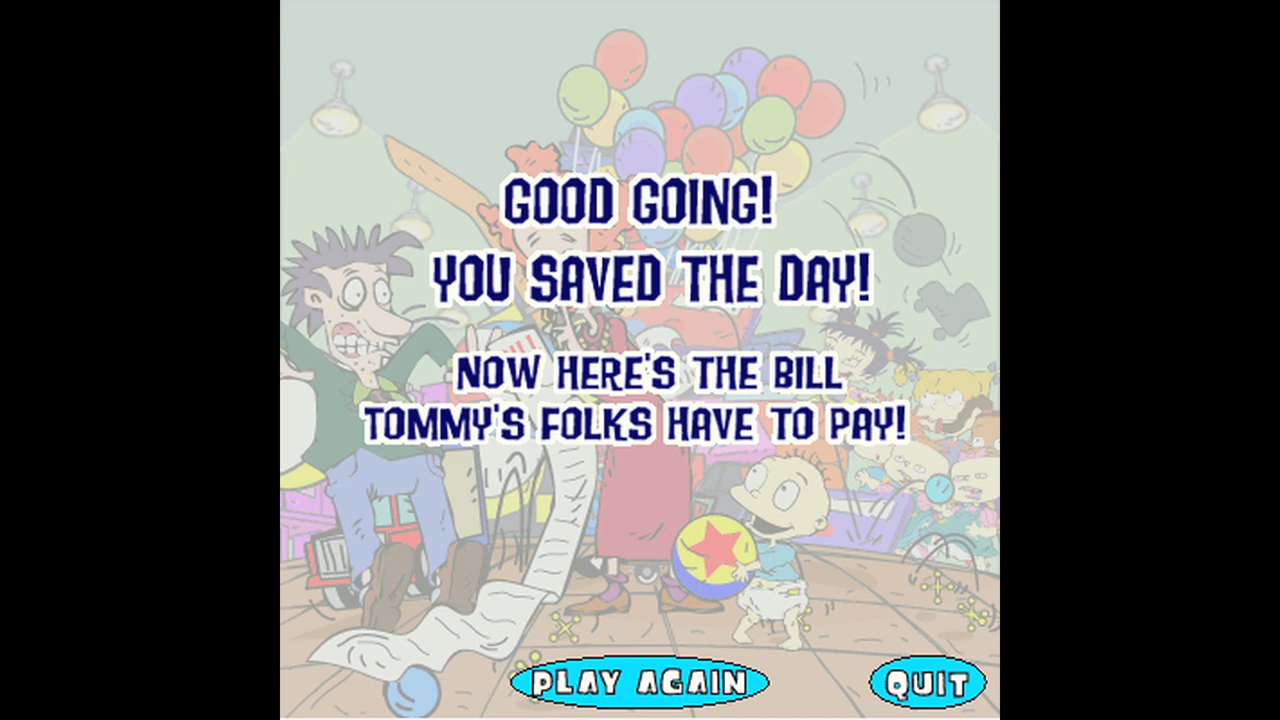 GOOD GOING!
YOU SAVED THE DAY!
NOW HERE'S THE BILL
TOMMY'S FOLKS HAVE TO PAY!
PLAY AGAIN
QUIT